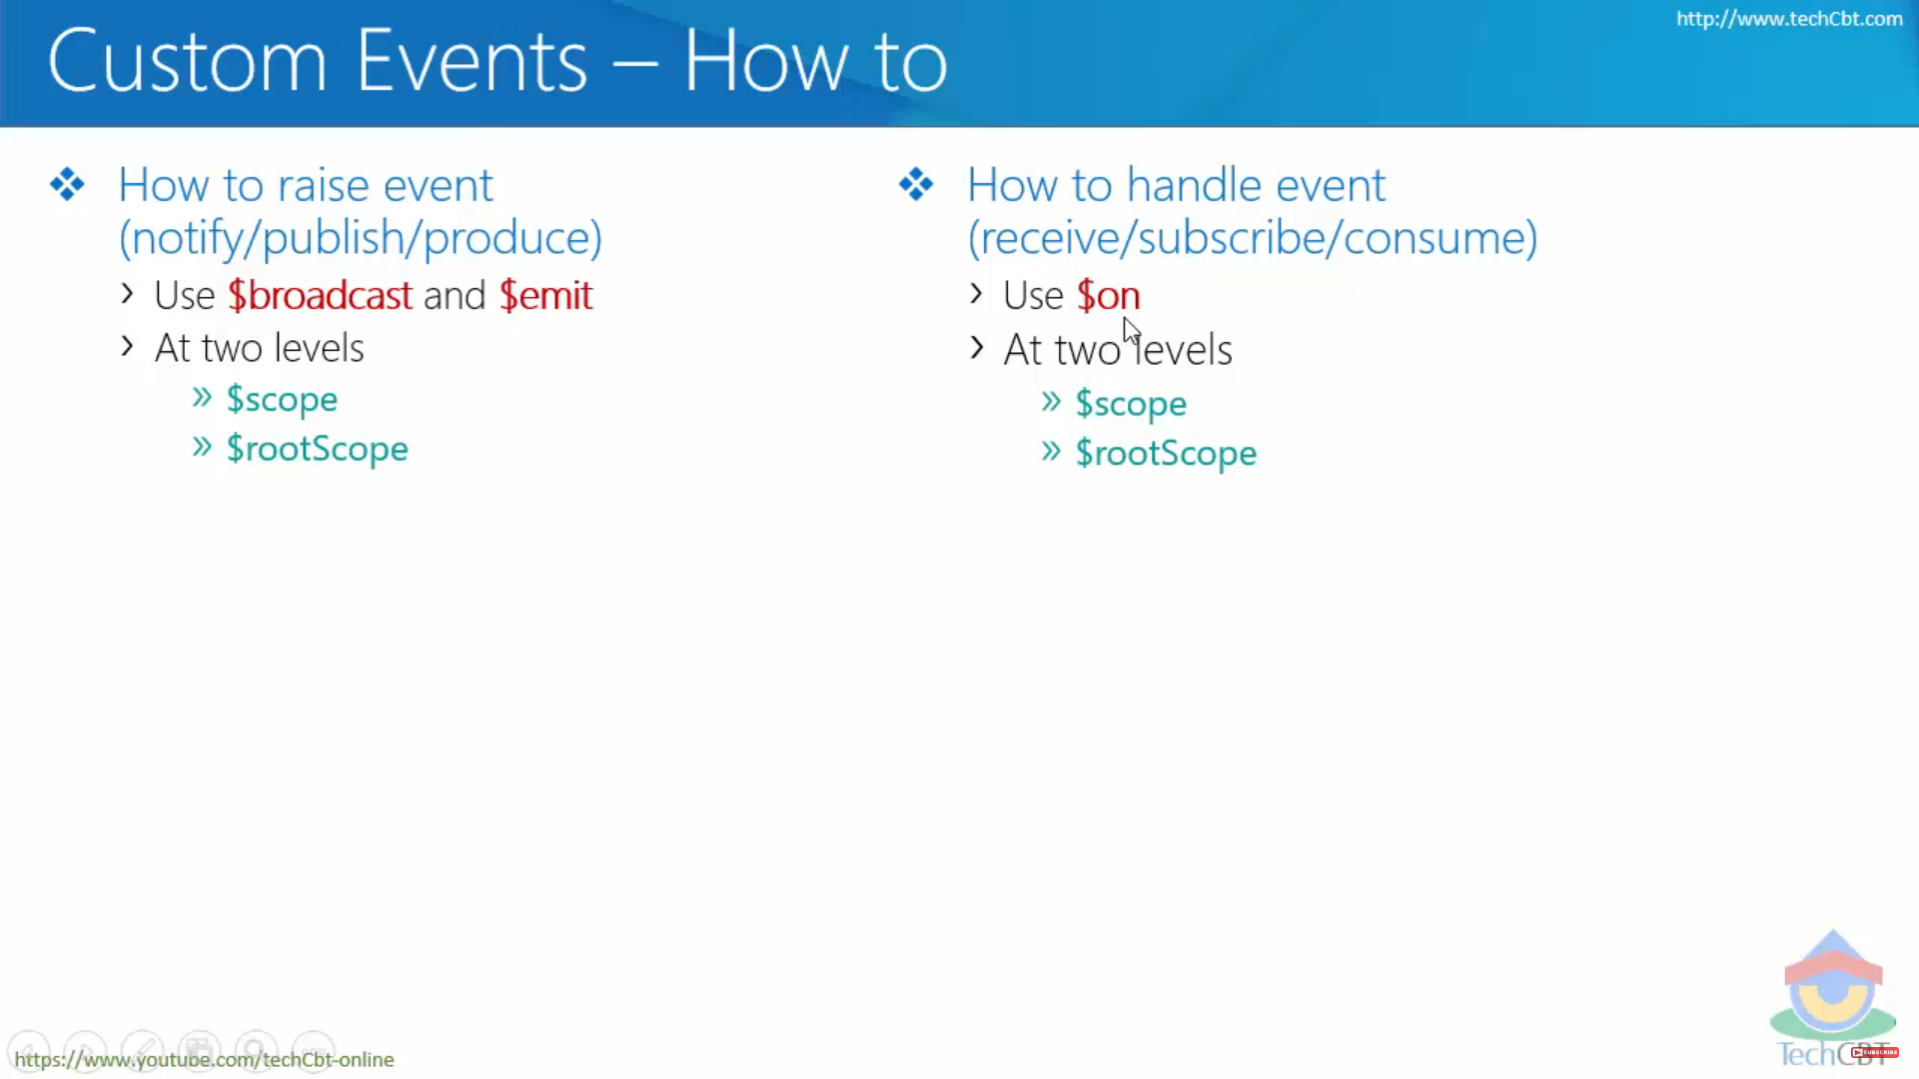 http://www.techCbt.com
Custom Events – How to
How to raise event
(notify/publish/produce)
Use $broadcast and $emit
At two levels
$scope
$rootScope
How to handle event
(receive/subscribe/consume)
Use $on
At two levels
$scope
$rootScope
https://www.youtube.com/techCbt-online
TechCBT
SUBSCRIBE